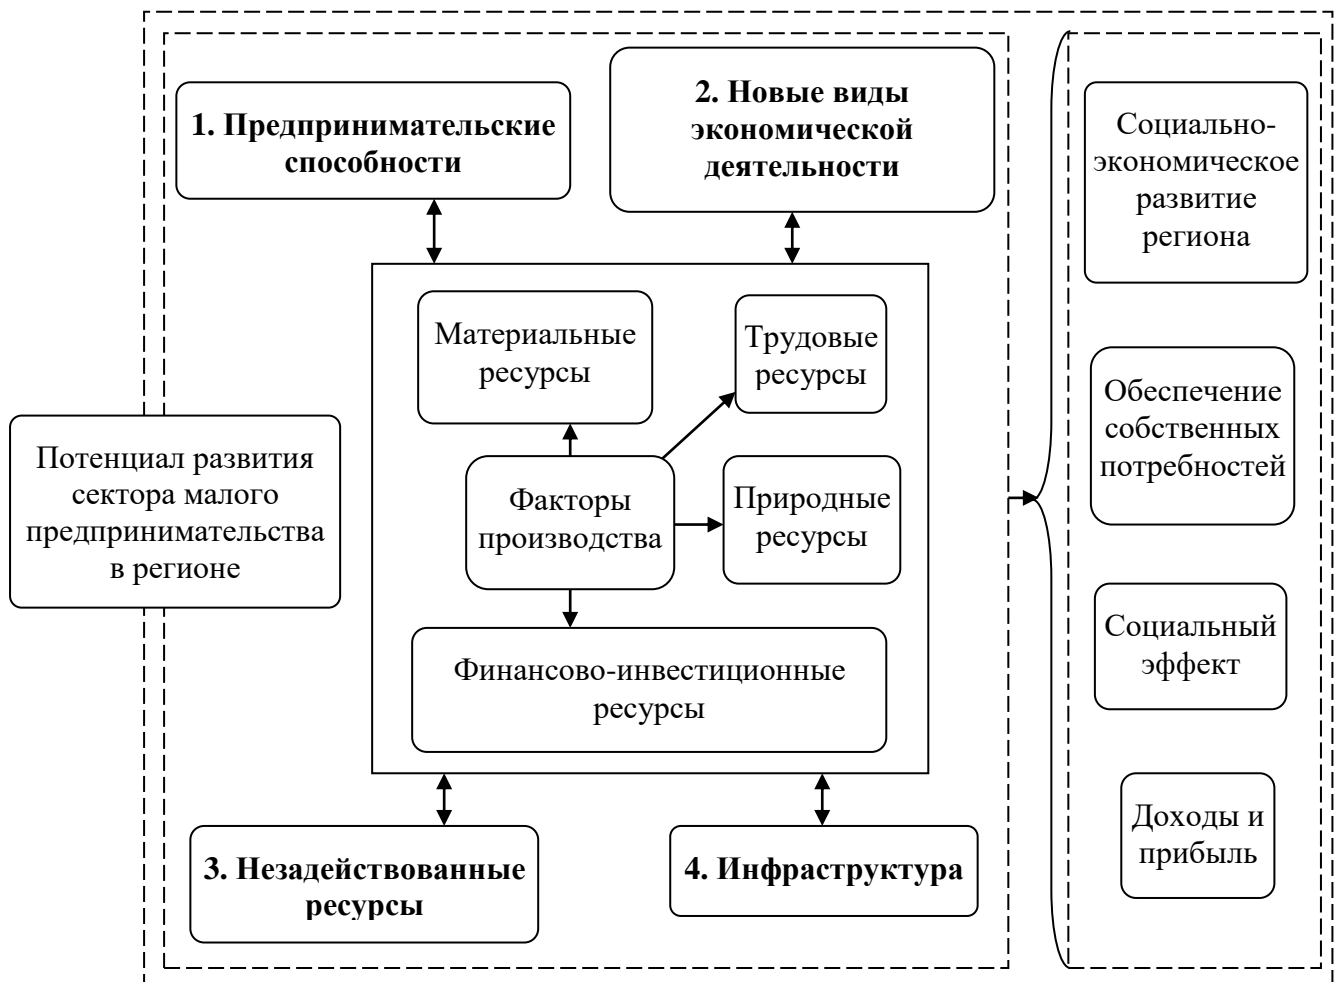 1. Предпринимательские
способности
2. Новые виды
экономической
деятельности
Материальные
ресурсы
Трудовые
ресурсы
Факторы
производства
Природные
ресурсы
Финансово-инвестиционные
ресурсы
3. Незадействованные
ресурсы
4. Инфраструктура
Потенциал развития
сектора малого
предпринимательства
в регионе
Социально-
экономическое
развитие
региона
Обеспечение
собственных
потребностей
Социальный
эффект
Доходы и
прибыль